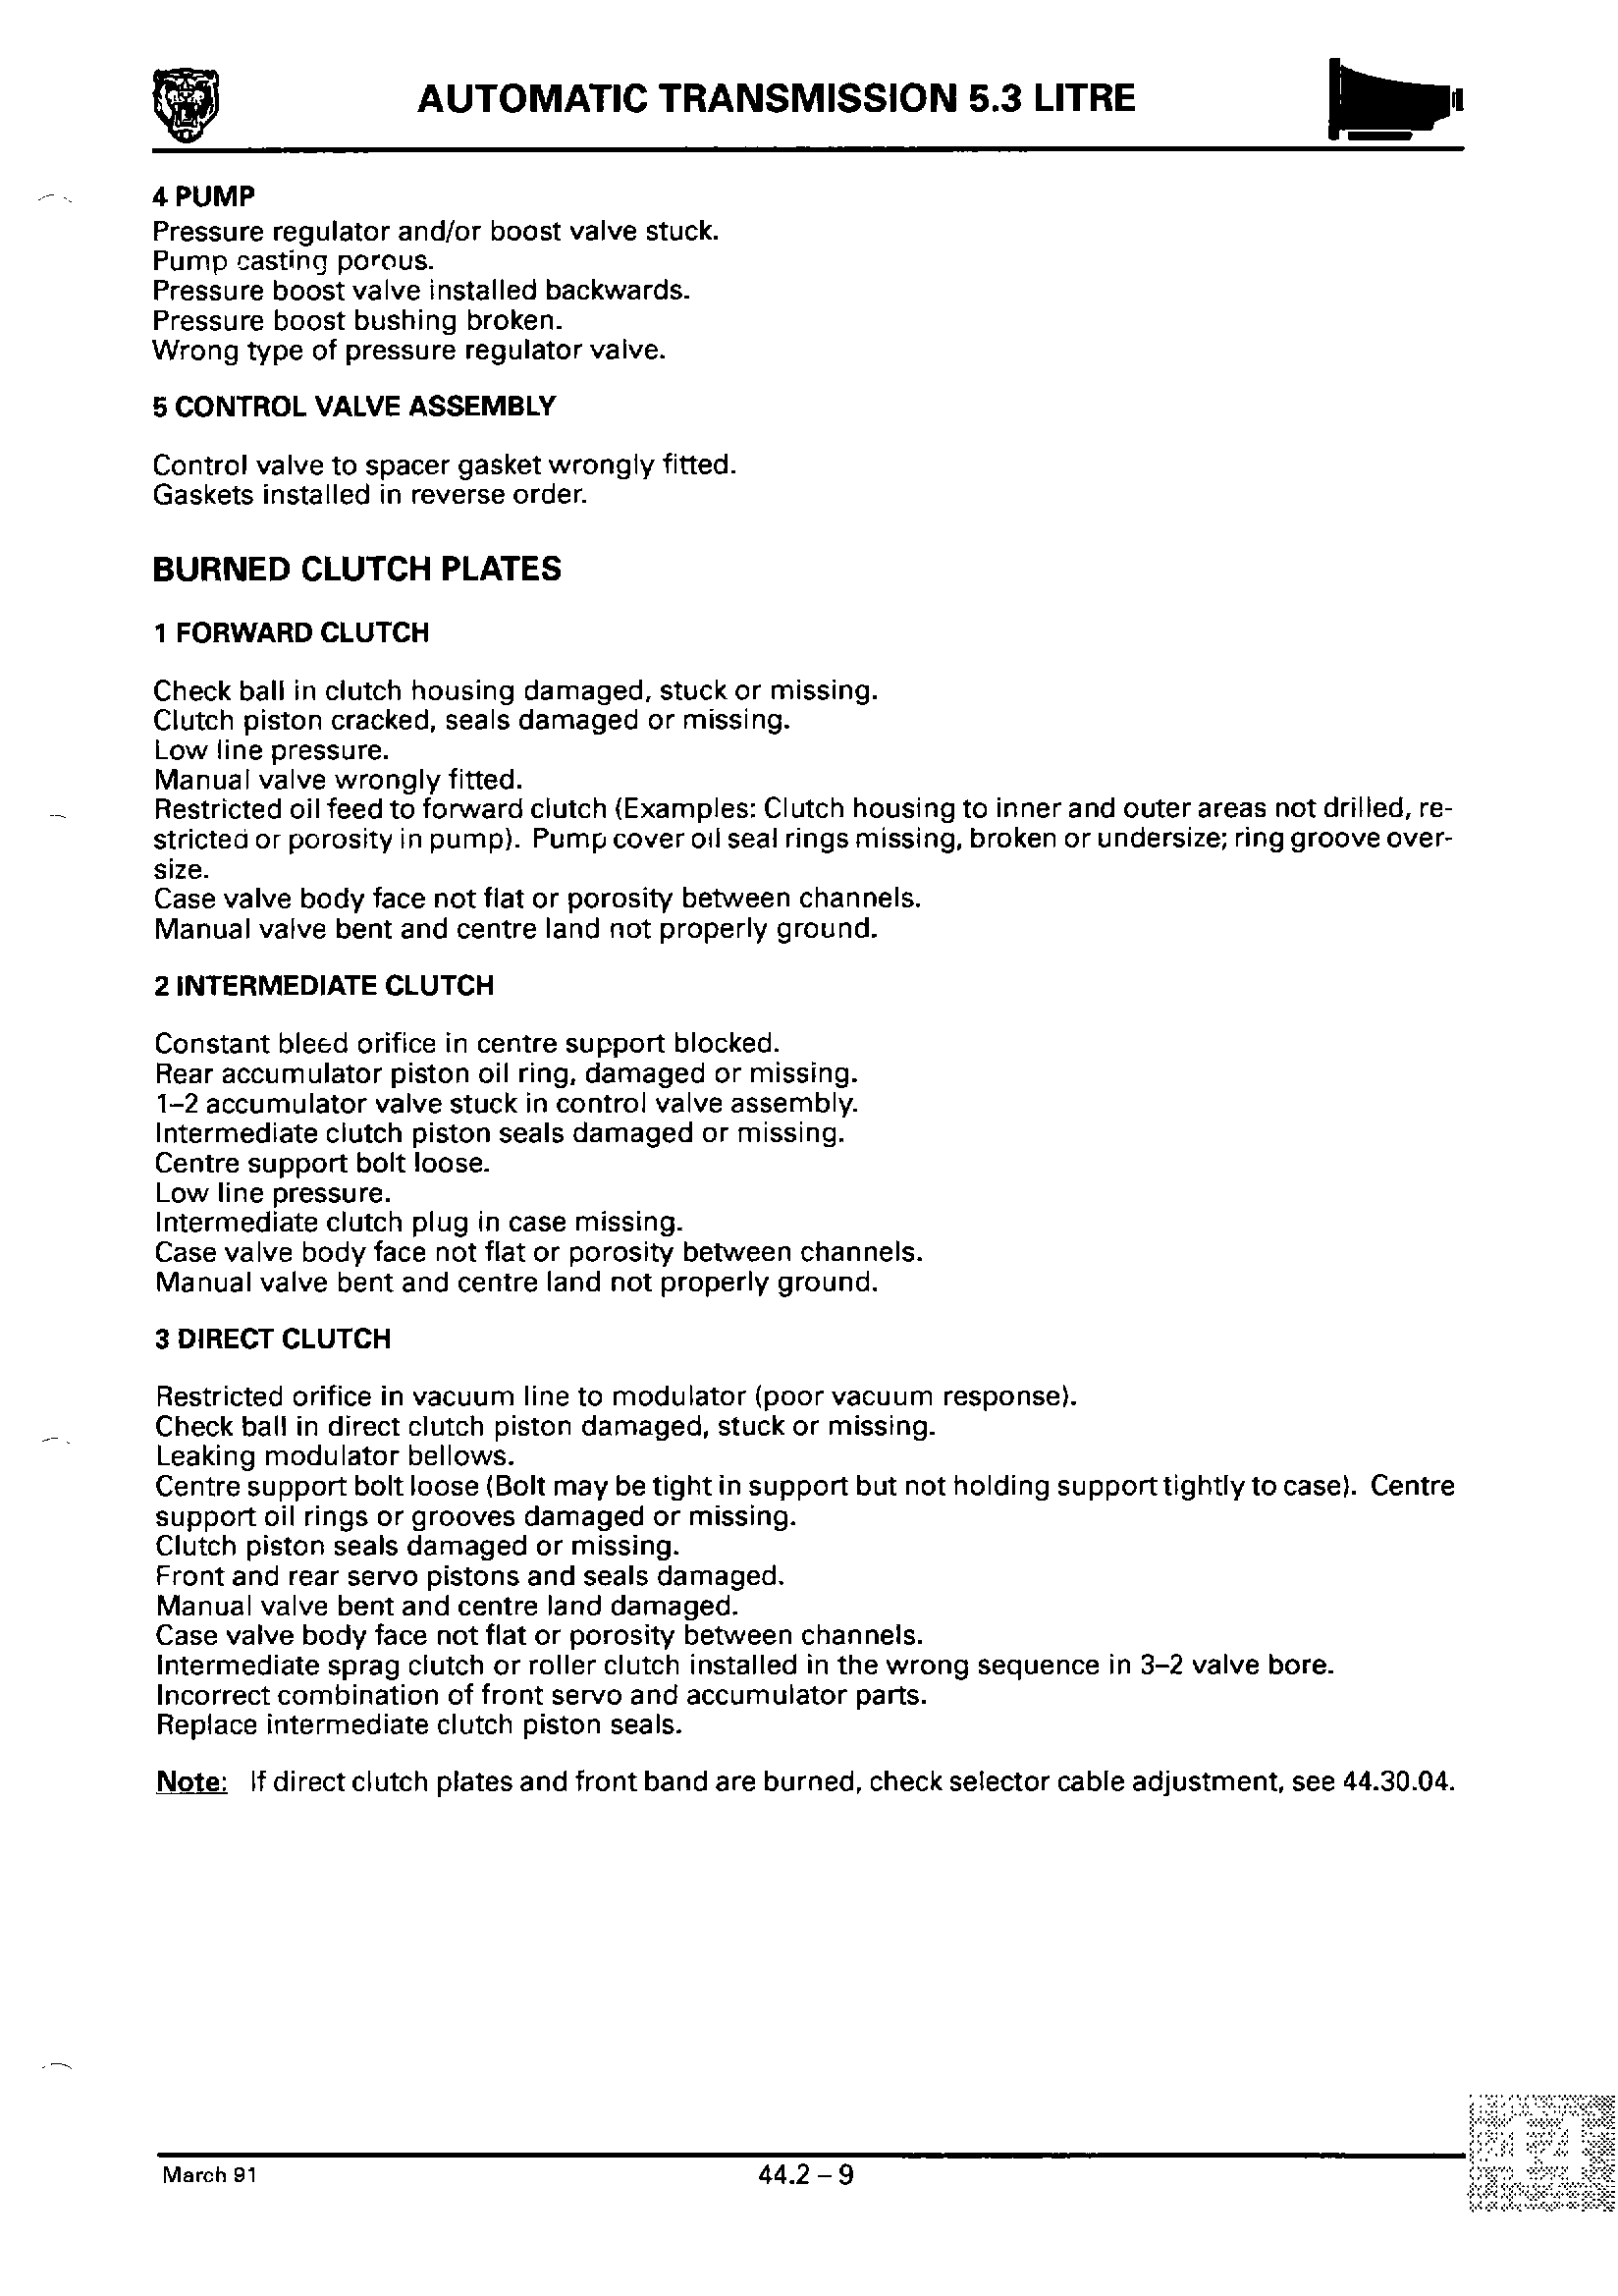 AUTOMATIC TRANSMISSION 5.3 LITRE
4 PUMP
Pressure regulator and/or boost valve stuck.
Pump casting porous.
Pressure boost valve installed backwards.
Pressure boost bushing broken.
Wrong type of pressure regulator valve.
5 CONTROL VALVE ASSEMBLY
Control valve to spacer gasket wrongly fitted.
Gaskets installed in reverse order.
BURNED CLUTCH PLATES
1 FORWARD CLUTCH
Check ball in clutch housing damaged, stuck or missing.
Clutch piston cracked, seals damaged or missing.
Low line pressure.
Manual valve wrongly fitted.
Restricted oil feed to forward clutch (Examples: Clutch housing to inner and outer areas not drilled, re-
stricted or porosity in pump). Pump cover oil seal rings missing, broken or undersize; ring groove over-
size.
Case valve body face not flat or porosity between channels.
Manual valve bent and centre land not properly ground.
2 INTERMEDIATE CLUTCH
Constant bleed orifice in centre support blocked.
Rear accumulator piston oil ring, damaged or missing.
1–2 accumulator valve stuck in control valve assembly.
Intermediate clutch piston seals damaged or missing.
Centre support bolt loose.
Low line pressure.
Intermediate clutch plug in case missing.
Case valve body face not flat or porosity between channels.
Manual valve bent and centre land not properly ground.
3 DIRECT CLUTCH
Restricted orifice in vacuum line to modulator (poor vacuum response).
Check ball in direct clutch piston damaged, stuck or missing.
Leaking modulator bellows.
Centre support bolt loose (Bolt may be tight in support but not holding support tightly to case). Centre
support oil rings or grooves damaged or missing.
Clutch piston seals damaged or missing.
Front and rear servo pistons and seals damaged.
Manual valve bent and centre land damaged.
Case valve body face not flat or porosity between channels.
Intermediate sprag clutch or roller clutch installed in the wrong sequence in 3–2 valve bore.
Incorrect combination of front servo and accumulator parts.
Replace intermediate clutch piston seals.
Note: If direct clutch plates and front band are burned, check selector cable adjustment, see 44.30.04.
March 91
44.2 – 9